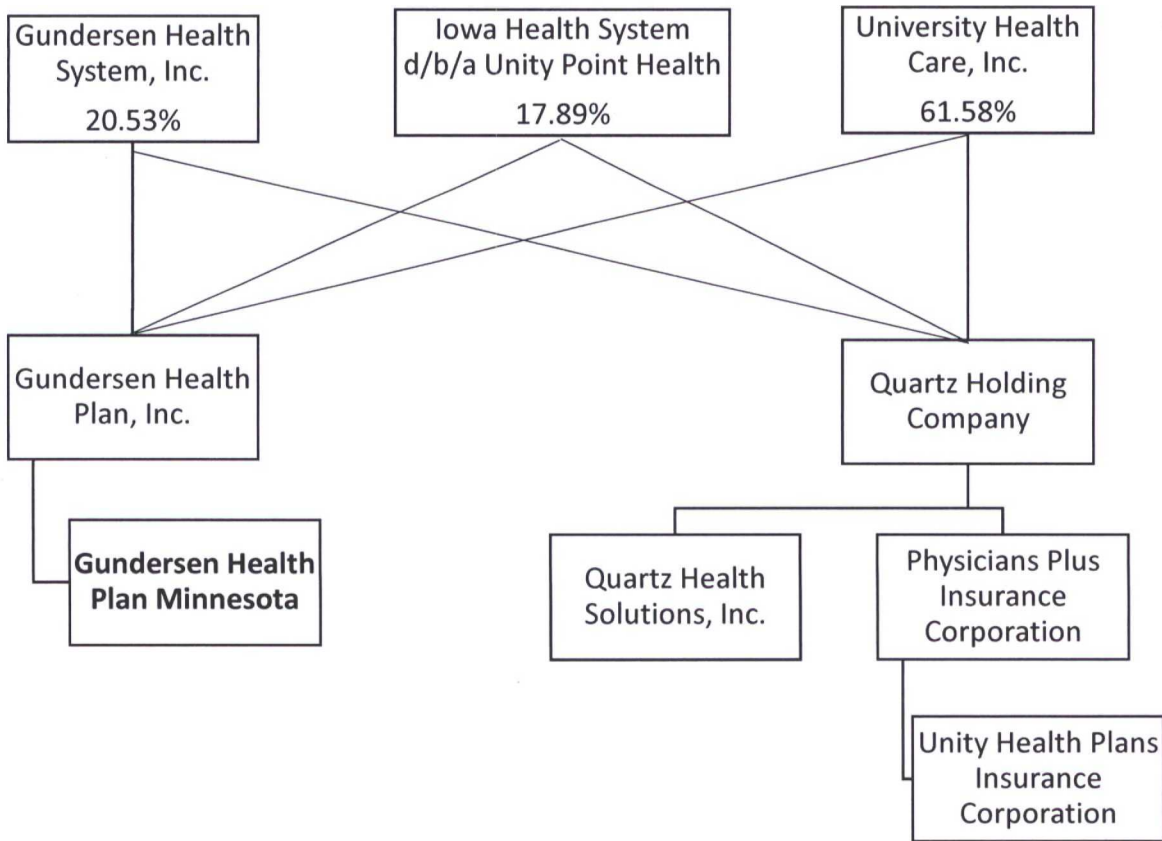 Gundersen Health
System, Inc.
20.53%
Iowa Health System
d/b/a Unity Point Health
17.89%
University Health
Care, Inc.
61.58%
Gundersen Health
Plan, Inc.
Quartz Holding
Company
Gundersen Health
Plan Minnesota
Quartz Health
Solutions, Inc.
Physicians Plus
Insurance
Corporation
Unity Health Plans
Insurance
Corporation